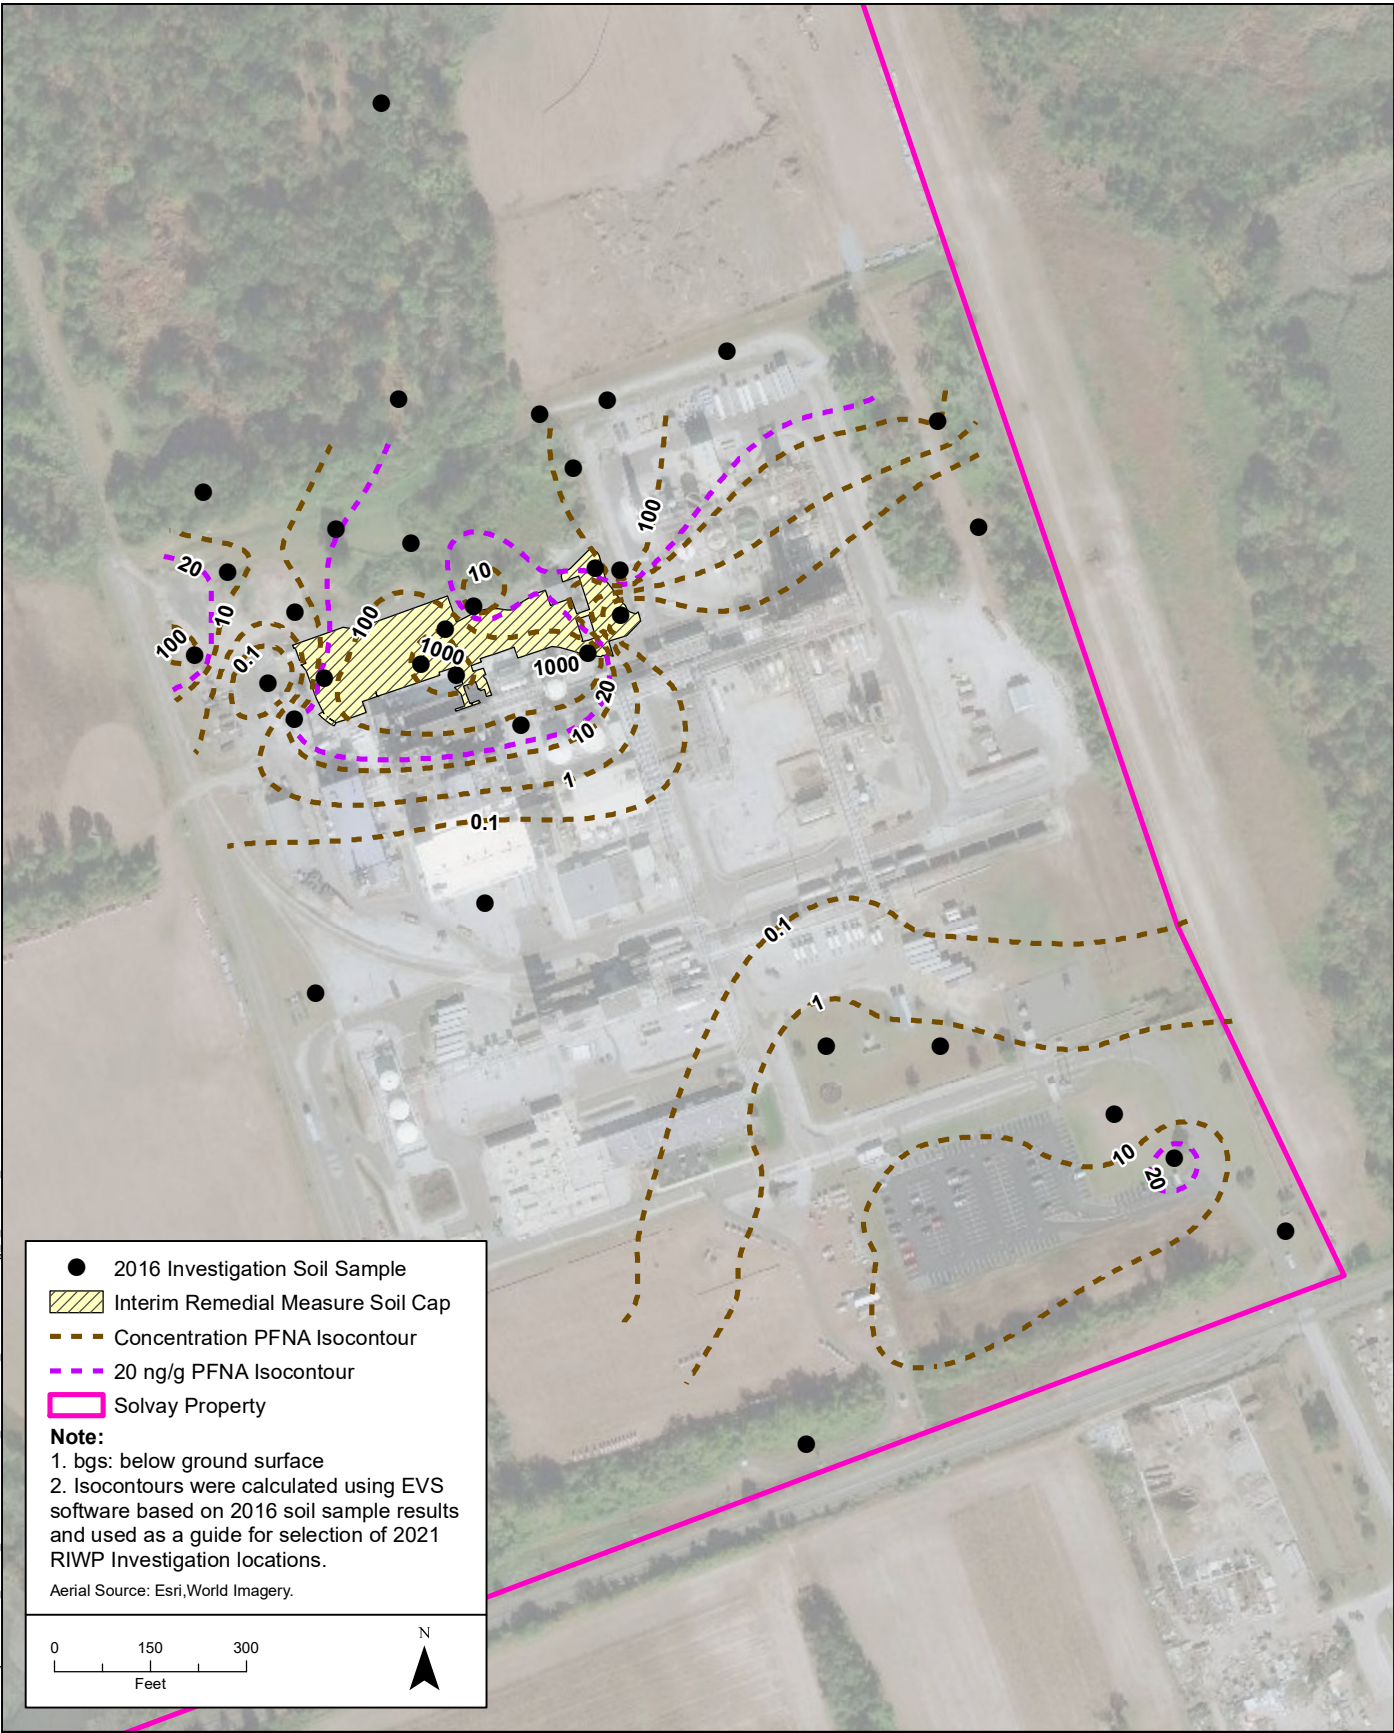 100
20
10
10
100
100
0.1
1000
1000
20
10
1
0.1
0.1
1
10
20
2016 Investigation Soil Sample
Interim Remedial Measure Soil Cap
Concentration PFNA Isocontour
20 ng/g PFNA Isocontour
Solvay Property
Note:
1. bgs: below ground surface
2. Isocontours were calculated using EVS
software based on 2016 soil sample results
and used as a guide for selection of 2021
RIWP Investigation locations.
Aerial Source: Esri,World Imagery.
0 150 300
Feet
N